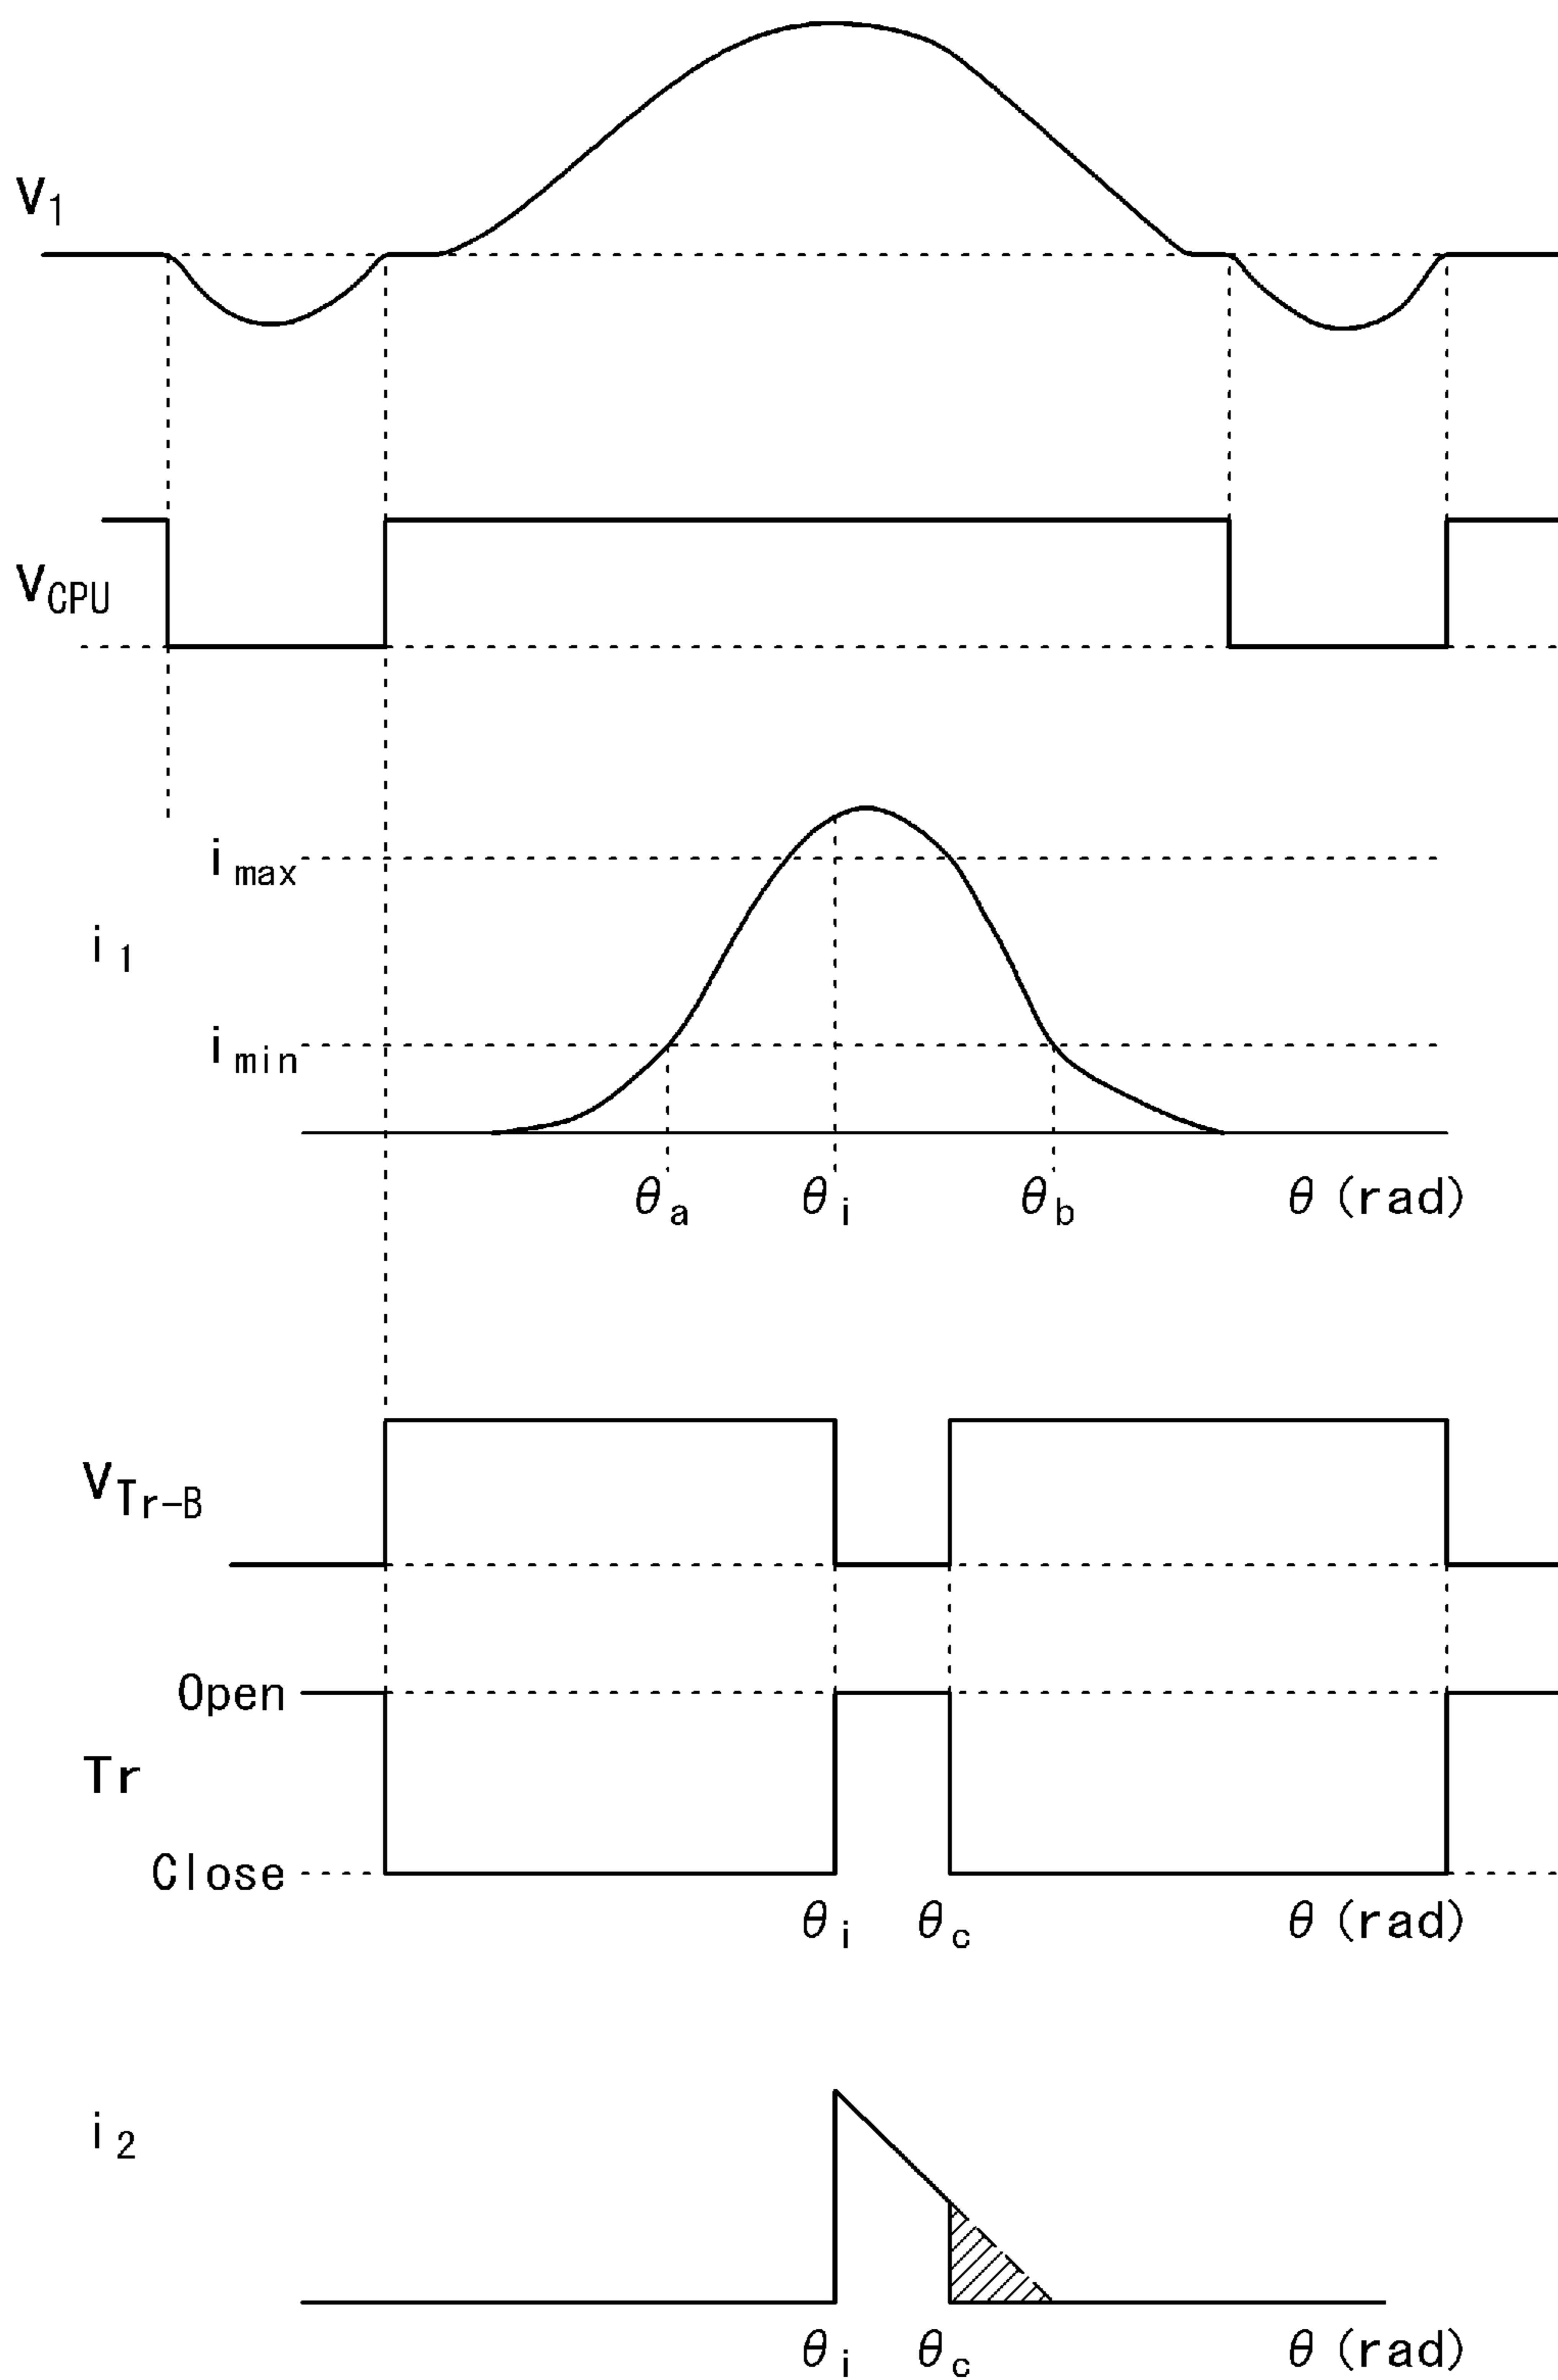 V1
VCPU
imax
i1
imin
θa θi θb θ (rad)
VTr-B
Open
Tr
Close
θi θc θ (rad)
i2
θi θc θ (rad)